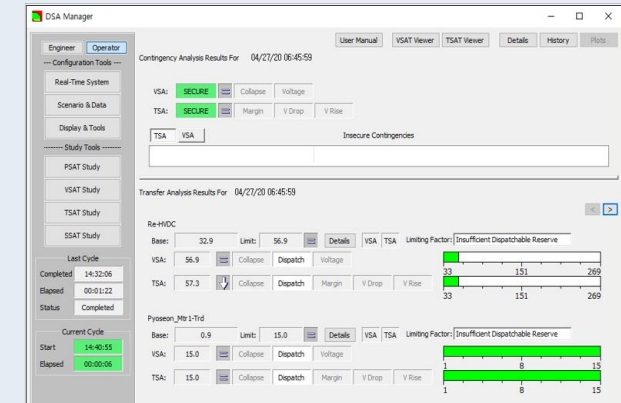 DSA Manager
Engineer Operator
--- Configuration Tools ---
Real-Time System
Scenario & Data
Display & Tools
-------- Study Tools --------
PSAT Study
VSAT Study
TSAT Study
SSAT Study
Last Cycle
Completed 14:32:06
Elapsed 00:01:22
Status Completed
Current Cycle
Start 14:40:55
Elapsed 00:00:06
User Manual VSAT Viewer TSAT Viewer Details History Plots
Contingency Analysis Results For 04/27/20 06:45:59
VSA: SECURE Collapse Voltage
TSA: SECURE Margin V Drop V Rise
TSA VSA Insecure Contingencies
Transfer Analysis Results For 04/27/20 06:45:59
< >
Re-HVDC
Base: 32.9 Limit: 56.9 Details VSA TSA Limiting Factor: Insufficient Dispatchable Reserve
VSA: 56.9 Collapse Dispatch Voltage
33 151 269
TSA: 57.3 Collapse Dispatch Margin V Drop V Rise
33 151 269
Pyoseon_Mtr1-Trd
Base: 0.9 Limit: 15.0 Details VSA TSA Limiting Factor: Insufficient Dispatchable Reserve
VSA: 15.0 Collapse Dispatch Voltage
1 8 15
TSA: 15.0 Collapse Dispatch Margin V Drop V Rise
1 8 15